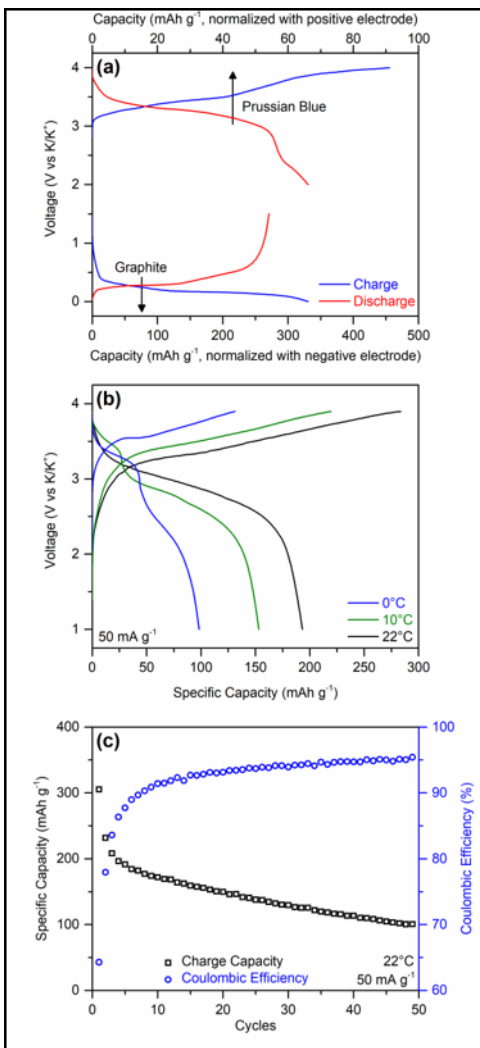 Capacity (mAh g⁻¹, normalized with positive electrode)
0 20 40 60 80 100
(a)
4
3
2
1
0
Voltage (V vs K/K⁺)
Prussian Blue
Graphite
Charge
Discharge
0 100 200 300 400 500
Capacity (mAh g⁻¹, normalized with negative electrode)
(b)
4
3
2
1
Voltage (V vs K/K⁺)
0°C
10°C
22°C
50 mA g⁻¹
0 50 100 150 200 250 300
Specific Capacity (mAh g⁻¹)
(c)
400
300
200
100
0
Specific Capacity (mAh g⁻¹)
100
95
90
85
80
75
70
65
60
Coulombic Efficiency (%)
Charge Capacity 22°C
Coulombic Efficiency 50 mA g⁻¹
0 10 20 30 40 50
Cycles